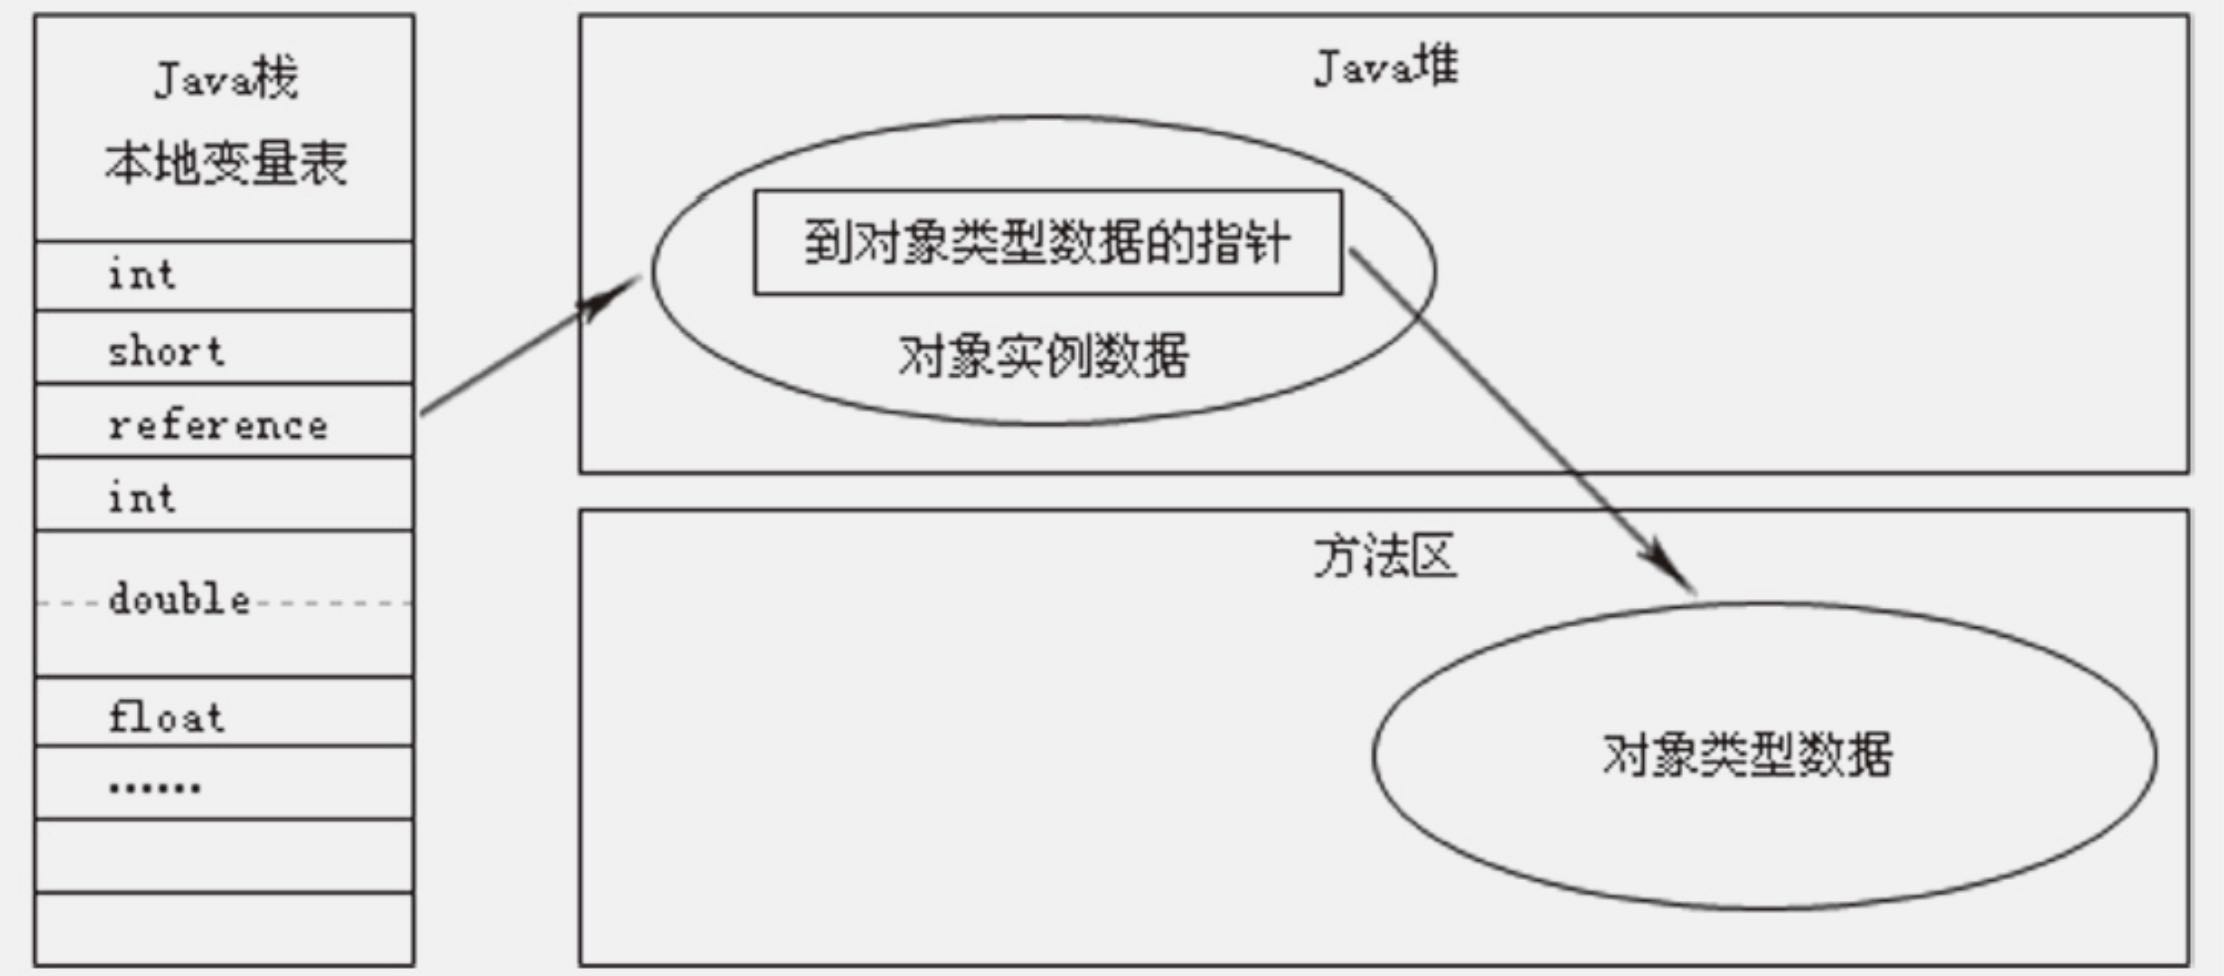 Java栈
本地变量表
int
short
reference
int
double
float
......
Java堆
到对象类型数据的指针
对象实例数据
方法区
对象类型数据